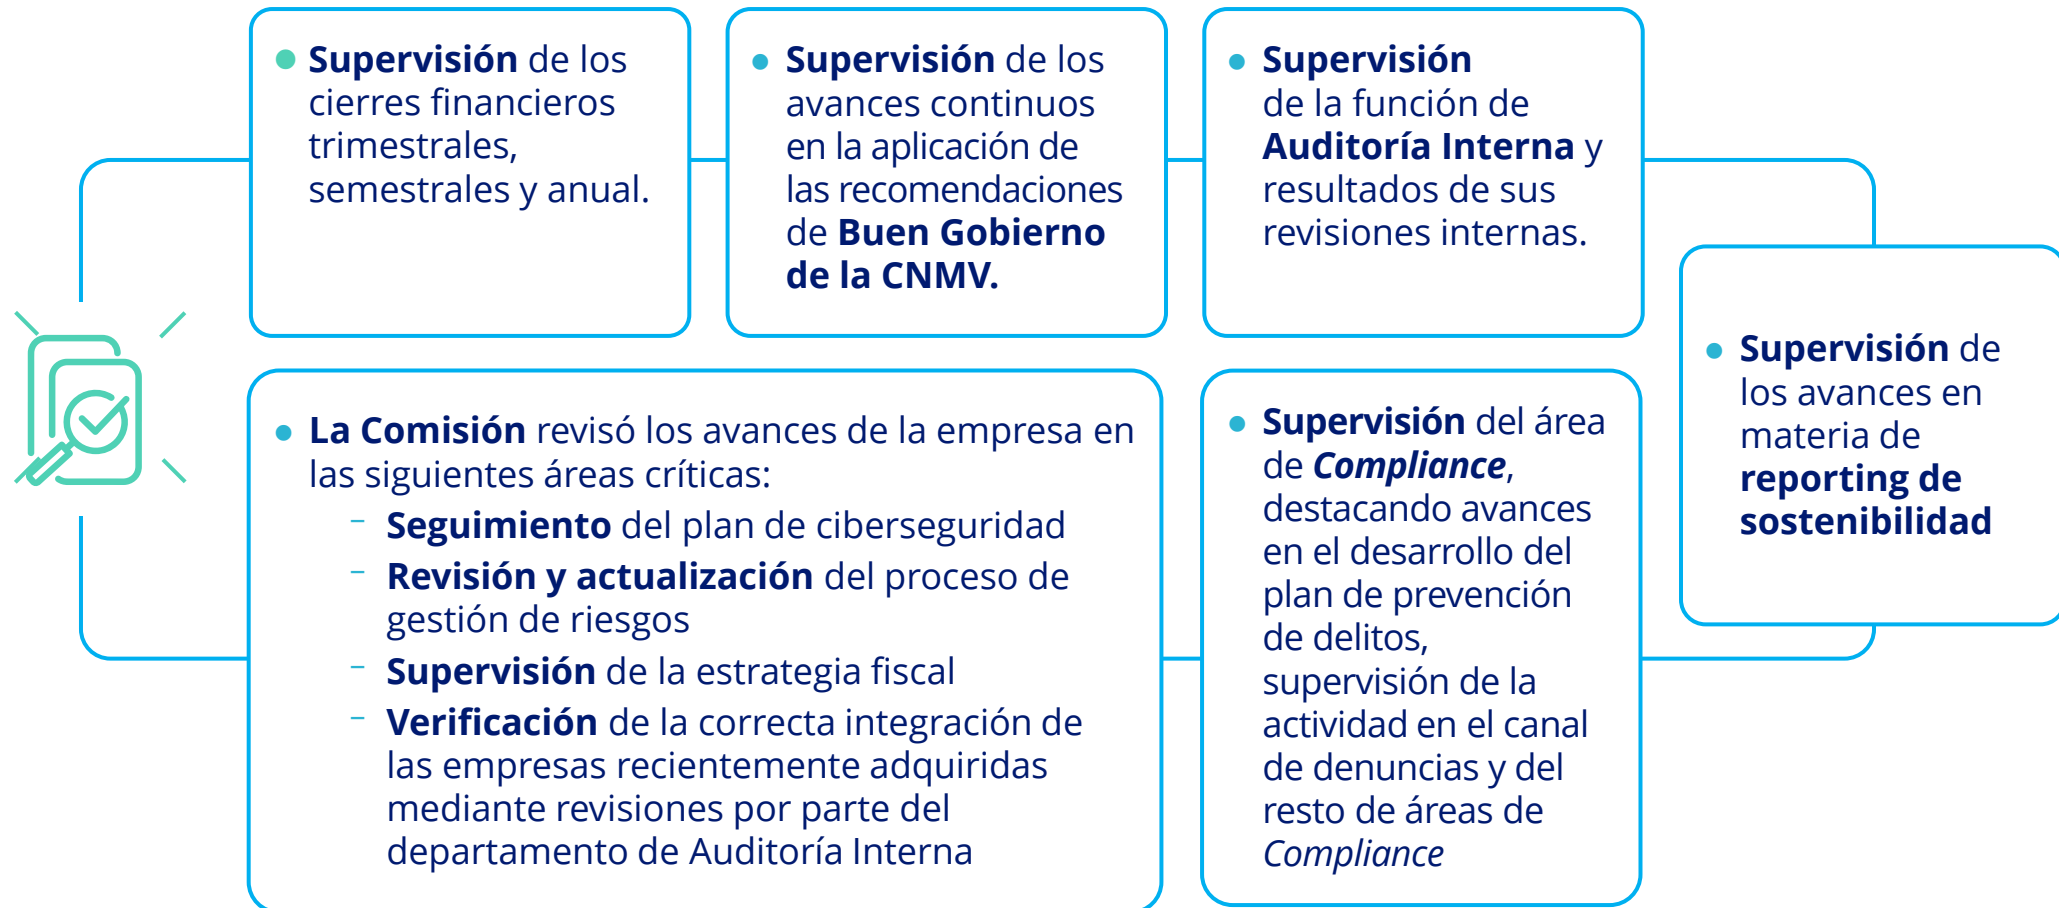 Supervisión de los
cierres financieros
trimestrales,
semestrales y anual.
Supervisión de los
avances continuos
en la aplicación de
las recomendaciones
de Buen Gobierno
de la CNMV.
Supervisión
de la función de
Auditoría Interna y
resultados de sus
revisiones internas.
Supervisión de
los avances en
materia de
reporting de
sostenibilidad
Supervisión del área
de Compliance,
destacando avances
en el desarrollo del
plan de prevención
de delitos,
supervisión de la
actividad en el canal
de denuncias y del
resto de áreas de
Compliance
La Comisión revisó los avances de la empresa en
las siguientes áreas críticas:
– Seguimiento del plan de ciberseguridad
– Revisión y actualización del proceso de
gestión de riesgos
– Supervisión de la estrategia fiscal
– Verificación de la correcta integración de
las empresas recientemente adquiridas
mediante revisiones por parte del
departamento de Auditoría Interna